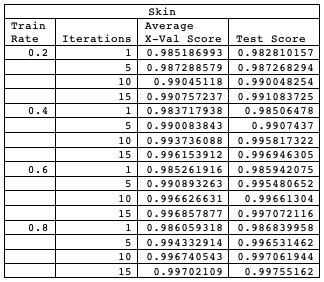 Skin
Train Rate Iterations Average X-Val Score Test Score
0.2 1 0.985186993 0.982810157
5 0.987288579 0.987268294
10 0.99045118 0.990048254
15 0.990757237 0.991083725
0.4 1 0.983717938 0.98506478
5 0.990083843 0.9907437
10 0.993736088 0.995817322
15 0.996153912 0.996946305
0.6 1 0.985261916 0.985942075
5 0.990893263 0.995480652
10 0.996626631 0.99661304
15 0.996857877 0.997072116
0.8 1 0.986059318 0.986839958
5 0.994332914 0.996531462
10 0.996740543 0.997061944
15 0.99702109 0.99755162